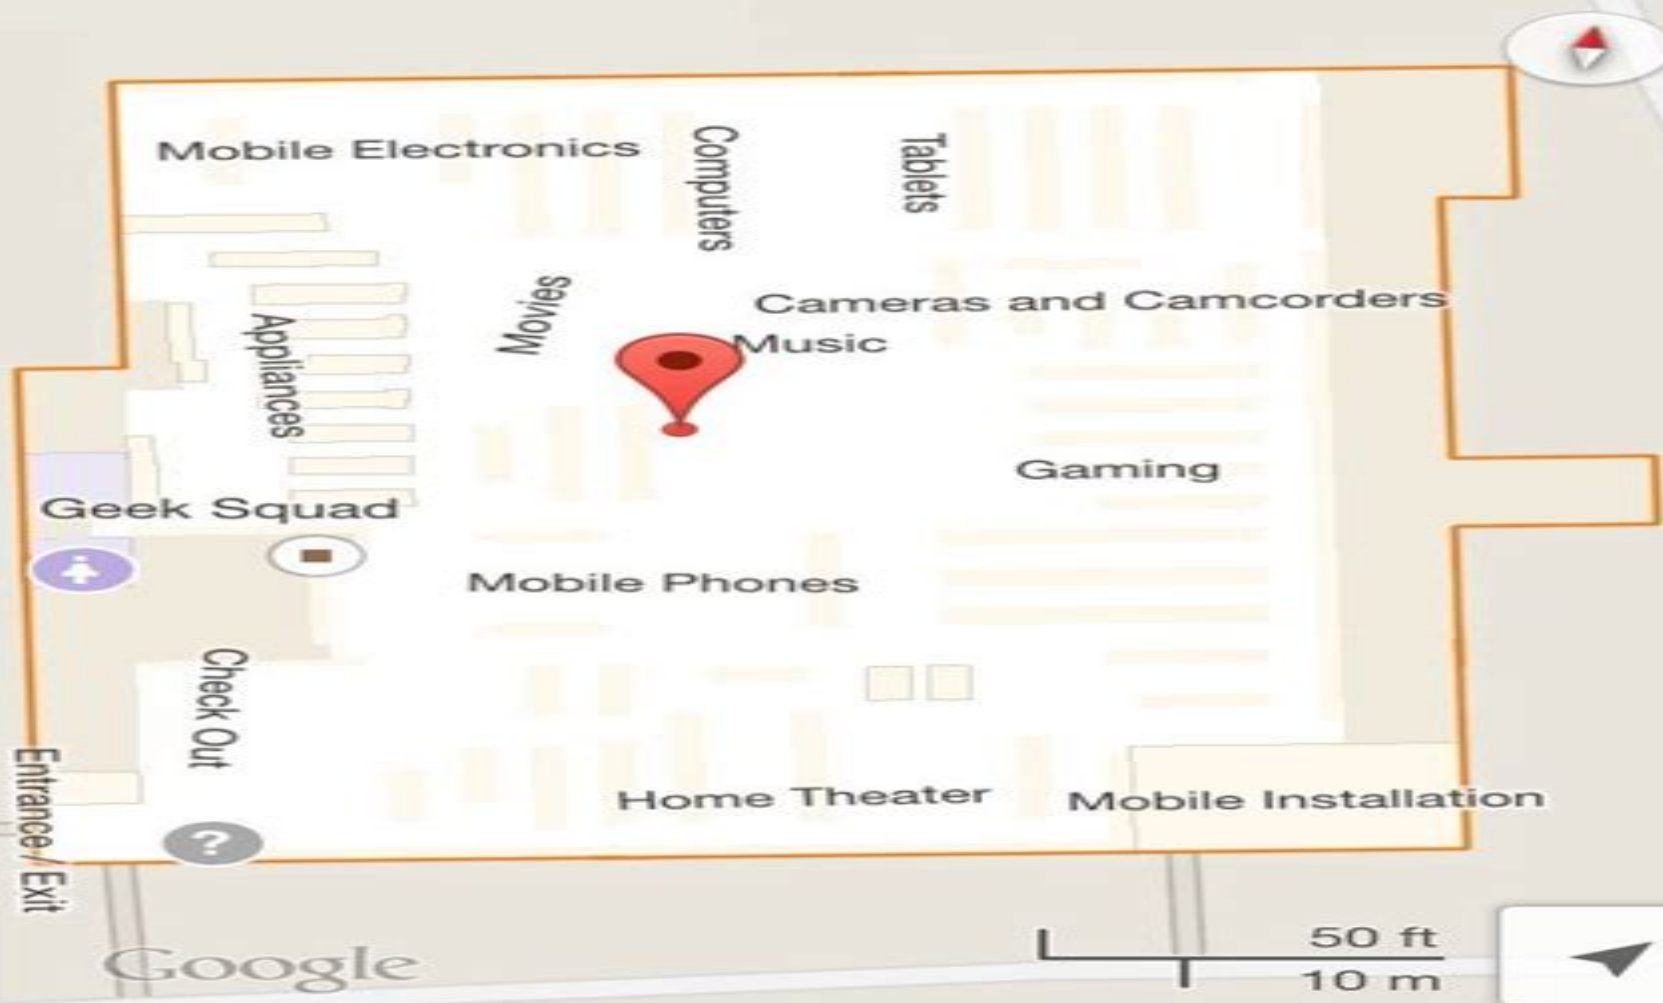 Mobile Electronics
Computers
Tablets
Movies
Cameras and Camcorders
Music
Appliances
Gaming
Geek Squad
Mobile Phones
Check Out
Home Theater
Mobile Installation
Entrance / Exit
?
Google
50 ft
10 m